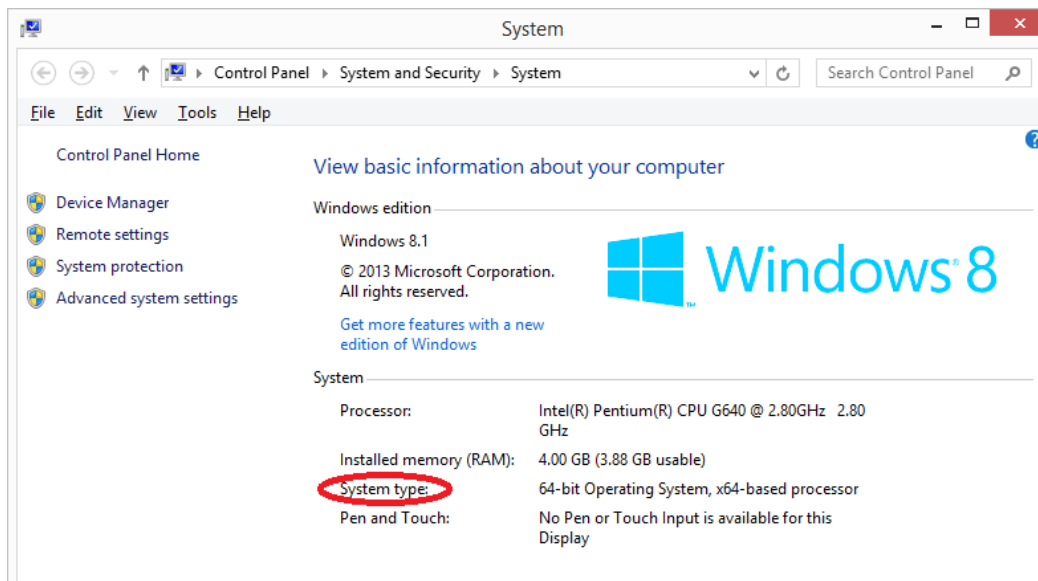 System
Control Panel System and Security System
Search Control Panel
File Edit View Tools Help
Control Panel Home
Device Manager
Remote settings
System protection
Advanced system settings
View basic information about your computer
Windows edition
Windows 8.1
© 2013 Microsoft Corporation.
All rights reserved.
Get more features with a new
edition of Windows
Windows® 8
™
System
Processor: Intel(R) Pentium(R) CPU G640 @ 2.80GHz 2.80
GHz
Installed memory (RAM): 4.00 GB (3.88 GB usable)
System type: 64-bit Operating System, x64-based processor
Pen and Touch: No Pen or Touch Input is available for this
Display